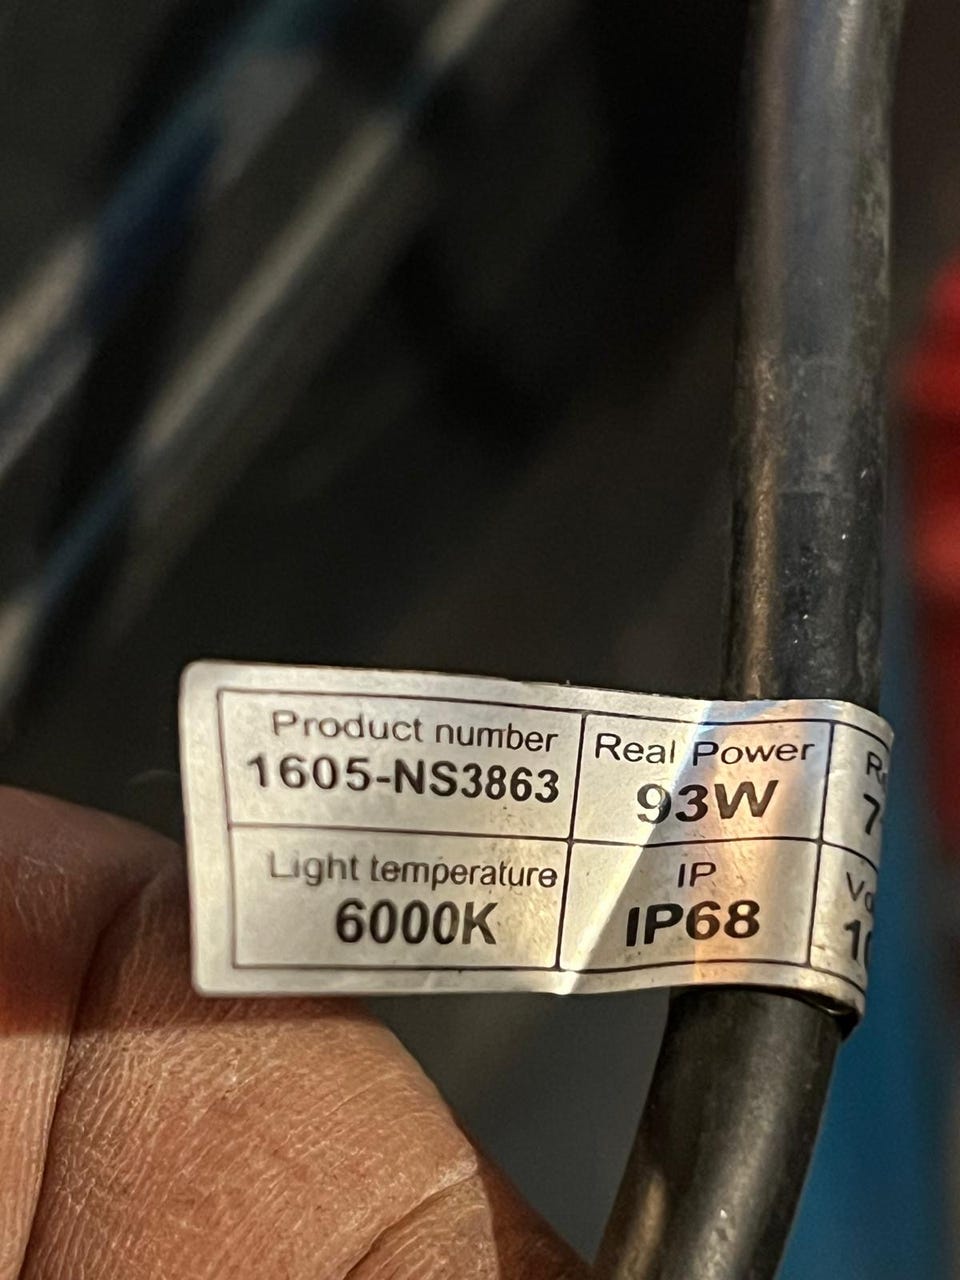 Product number
1605-NS3863
Real Power
93W
Light temperature
6000K
IP
IP68